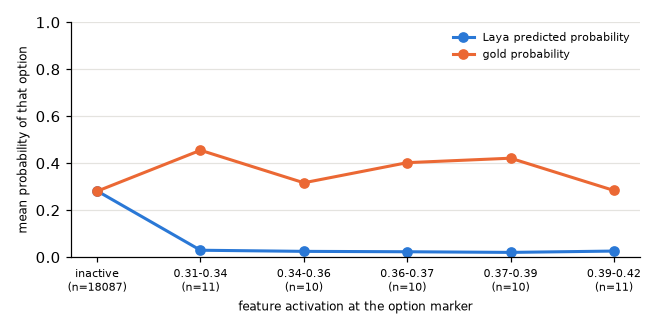 Laya predicted probability
gold probability
mean probability of that option
1.0
0.8
0.6
0.4
0.2
0.0
inactive
(n=18087)
0.31-0.34
(n=11)
0.34-0.36
(n=10)
0.36-0.37
(n=10)
0.37-0.39
(n=10)
0.39-0.42
(n=11)
feature activation at the option marker